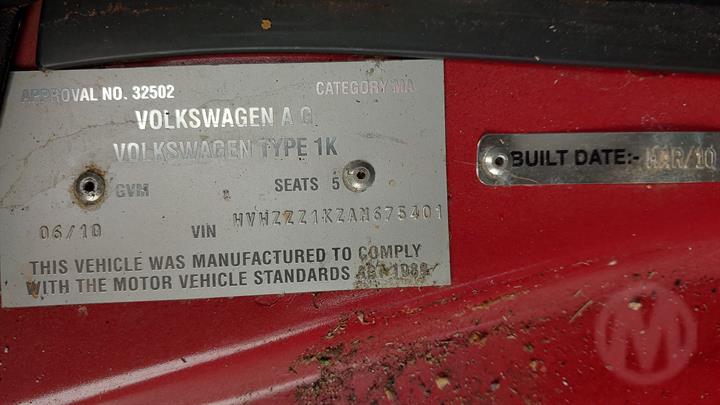 APPROVAL NO. 32502 CATEGORY MA
VOLKSWAGEN A G
VOLKSWAGEN TYPE 1K
GVM SEATS 5
06/10 VIN HVHZZZ1KZAM675401
THIS VEHICLE WAS MANUFACTURED TO COMPLY
WITH THE MOTOR VEHICLE STANDARDS ACT 1989
BUILT DATE:- MAR/10
M